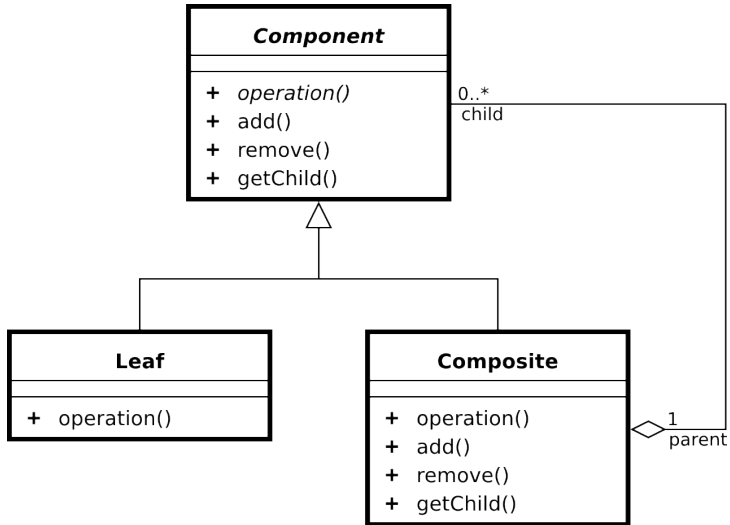 Component
+ operation()
+ add()
+ remove()
+ getChild()
0..*
child
Leaf
+ operation()
Composite
+ operation()
+ add()
+ remove()
+ getChild()
1
parent